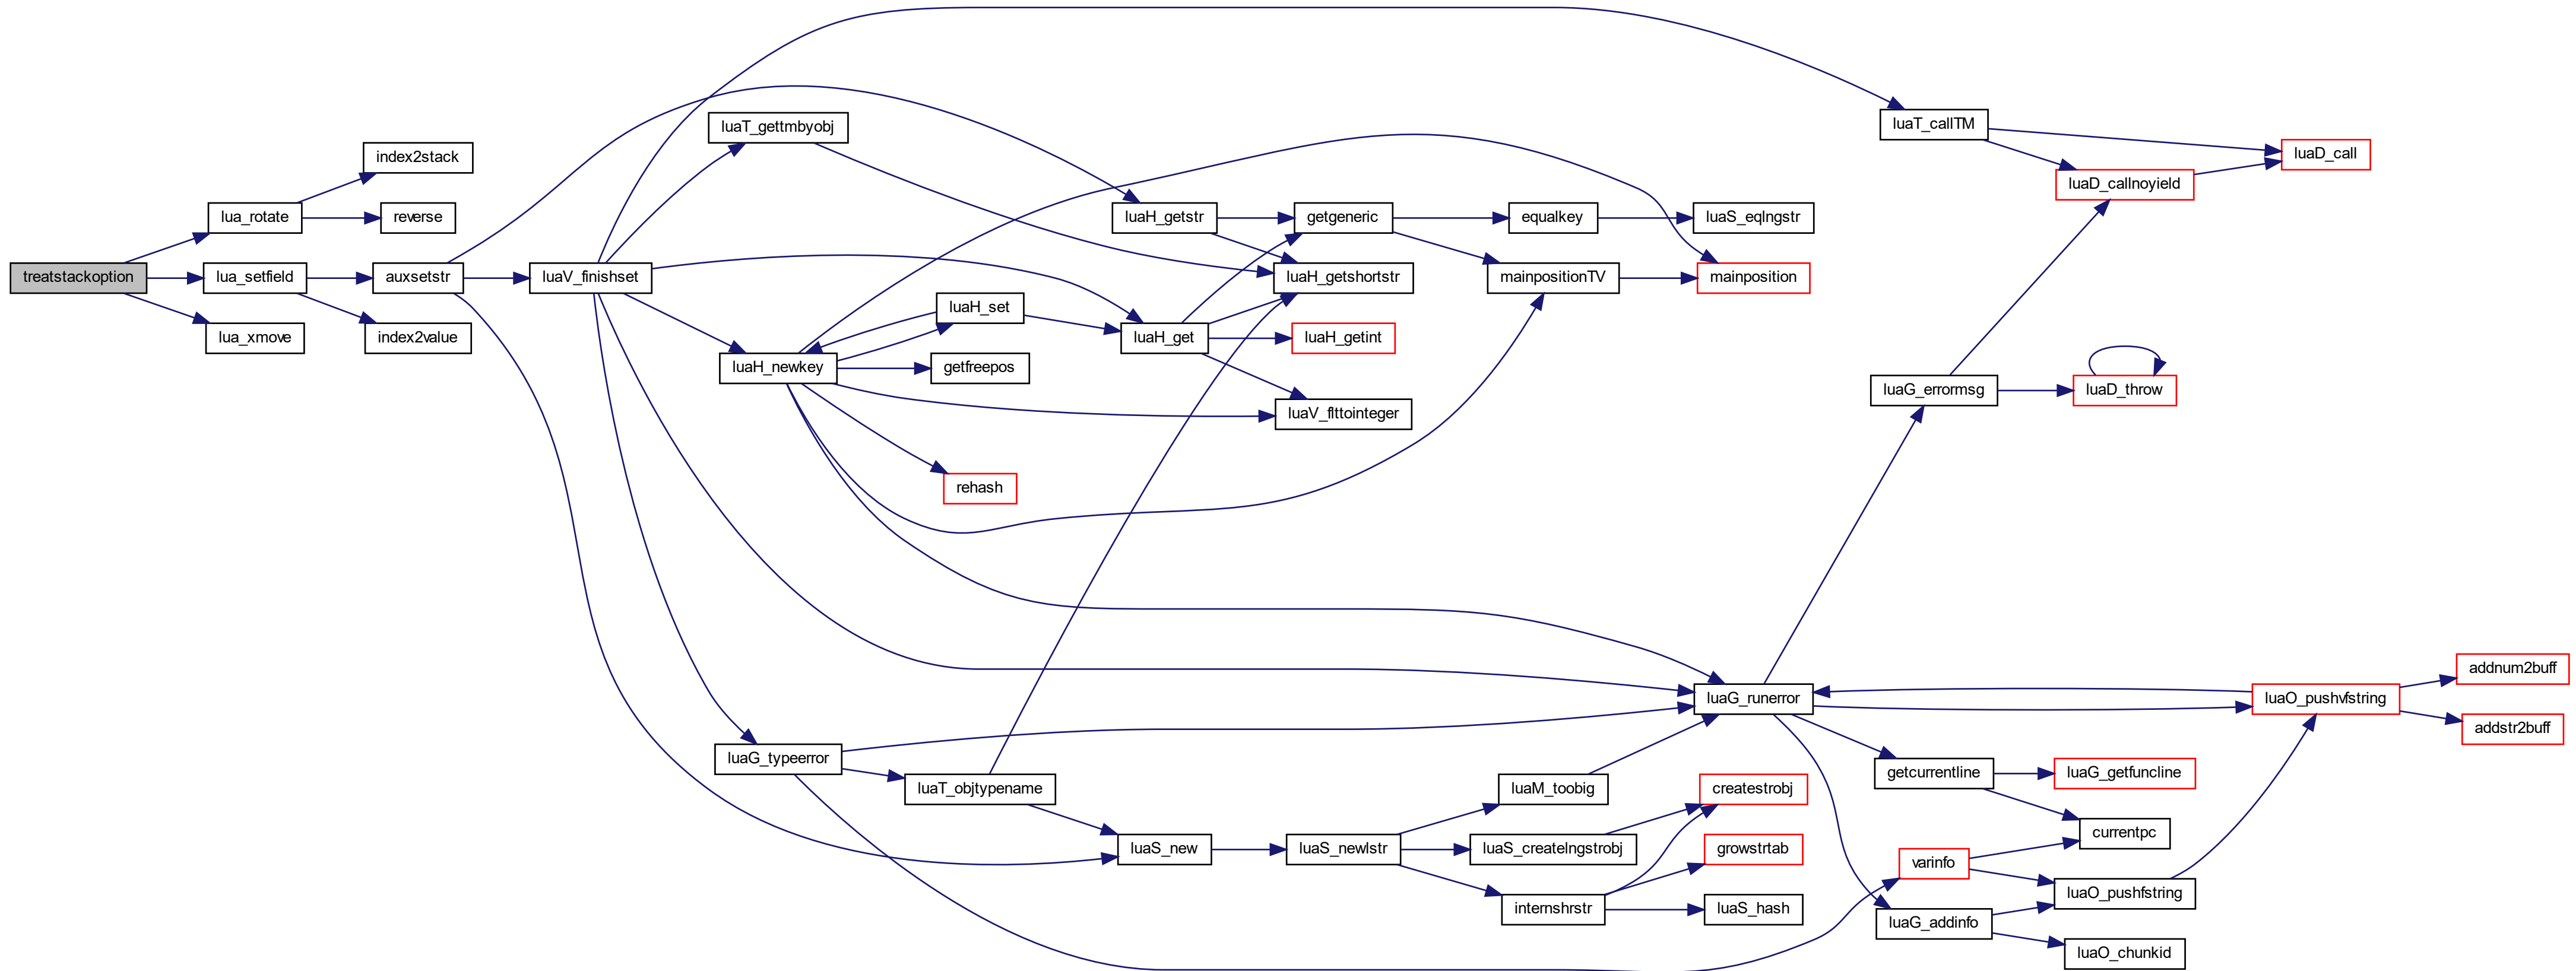 treatstackoption
lua_rotate
lua_setfield
lua_xmove
index2stack
reverse
auxsetstr
index2value
luaV_finishset
luaT_gettmbyobj
luaH_newkey
luaG_typeerror
luaH_set
getfreepos
rehash
luaT_objtypename
luaH_getstr
luaH_get
luaS_new
getgeneric
luaH_getshortstr
luaH_getint
luaV_flttointeger
luaS_newlstr
equalkey
mainpositionTV
luaM_toobig
luaS_createlngstrobj
internshrstr
luaS_eqlngstr
mainposition
luaG_runerror
createstrobj
growstrtab
luaS_hash
luaT_callTM
luaG_errormsg
getcurrentline
varinfo
luaG_addinfo
luaD_callnoyield
luaD_throw
luaG_getfuncline
currentpc
luaO_pushfstring
luaO_chunkid
luaD_call
luaO_pushvfstring
addnum2buff
addstr2buff